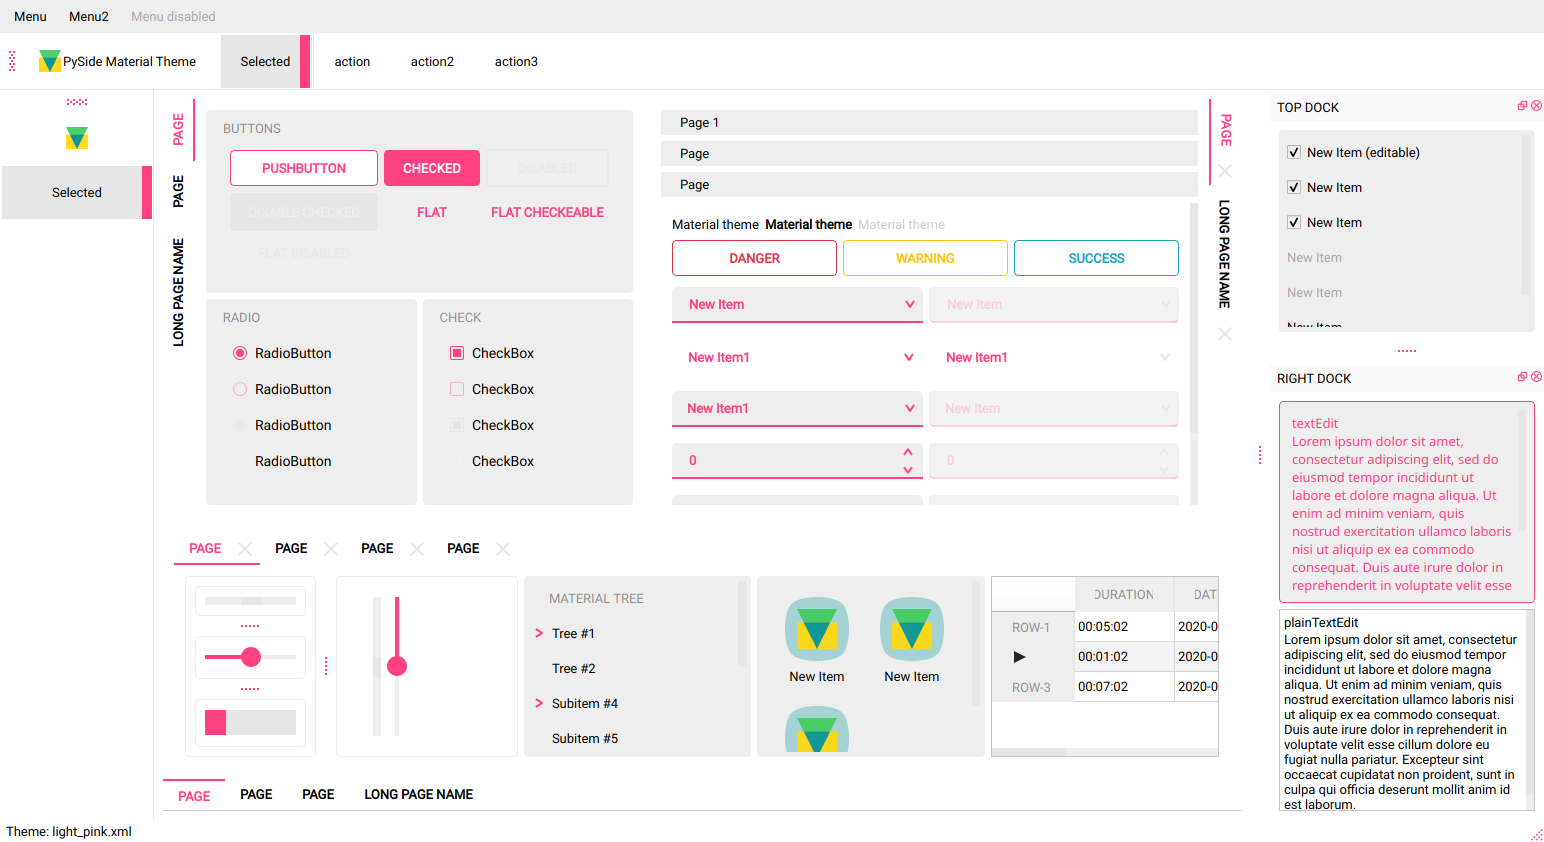 Menu Menu2 Menu disabled
PySide Material Theme Selected action action2 action3
Selected
PAGE
PAGE
LONG PAGE NAME
BUTTONS
PUSHBUTTON CHECKED DISABLED
DISABLE CHECKED FLAT FLAT CHECKEABLE
FLAT DISABLED
RADIO
RadioButton
RadioButton
RadioButton
RadioButton
CHECK
CheckBox
CheckBox
CheckBox
CheckBox
Page 1
Page
Page
Material theme Material theme Material theme
DANGER WARNING SUCCESS
New Item New Item
New Item1 New Item1
New Item1 New Item
0 0
PAGE
LONG PAGE NAME
PAGE PAGE PAGE PAGE
MATERIAL TREE
Tree #1
Tree #2
Subitem #4
Subitem #5
New Item New Item
DURATION DAT
ROW-1 00:05:02 2020-0
00:01:02 2020-0
ROW-3 00:07:02 2020-0
PAGE PAGE PAGE LONG PAGE NAME
TOP DOCK
New Item (editable)
New Item
New Item
New Item
New Item
New Item
RIGHT DOCK
textEdit
Lorem ipsum dolor sit amet,
consectetur adipiscing elit, sed do
eiusmod tempor incididunt ut
labore et dolore magna aliqua. Ut
enim ad minim veniam, quis
nostrud exercitation ullamco laboris
nisi ut aliquip ex ea commodo
consequat. Duis aute irure dolor in
reprehenderit in voluptate velit esse
plainTextEdit
Lorem ipsum dolor sit amet, consectetur
adipiscing elit, sed do eiusmod tempor
incididunt ut labore et dolore magna
aliqua. Ut enim ad minim veniam, quis
nostrud exercitation ullamco laboris nisi
ut aliquip ex ea commodo consequat.
Duis aute irure dolor in reprehenderit in
voluptate velit esse cillum dolore eu
fugiat nulla pariatur. Excepteur sint
occaecat cupidatat non proident, sunt in
culpa qui officia deserunt mollit anim id
est laborum.
Theme: light_pink.xml